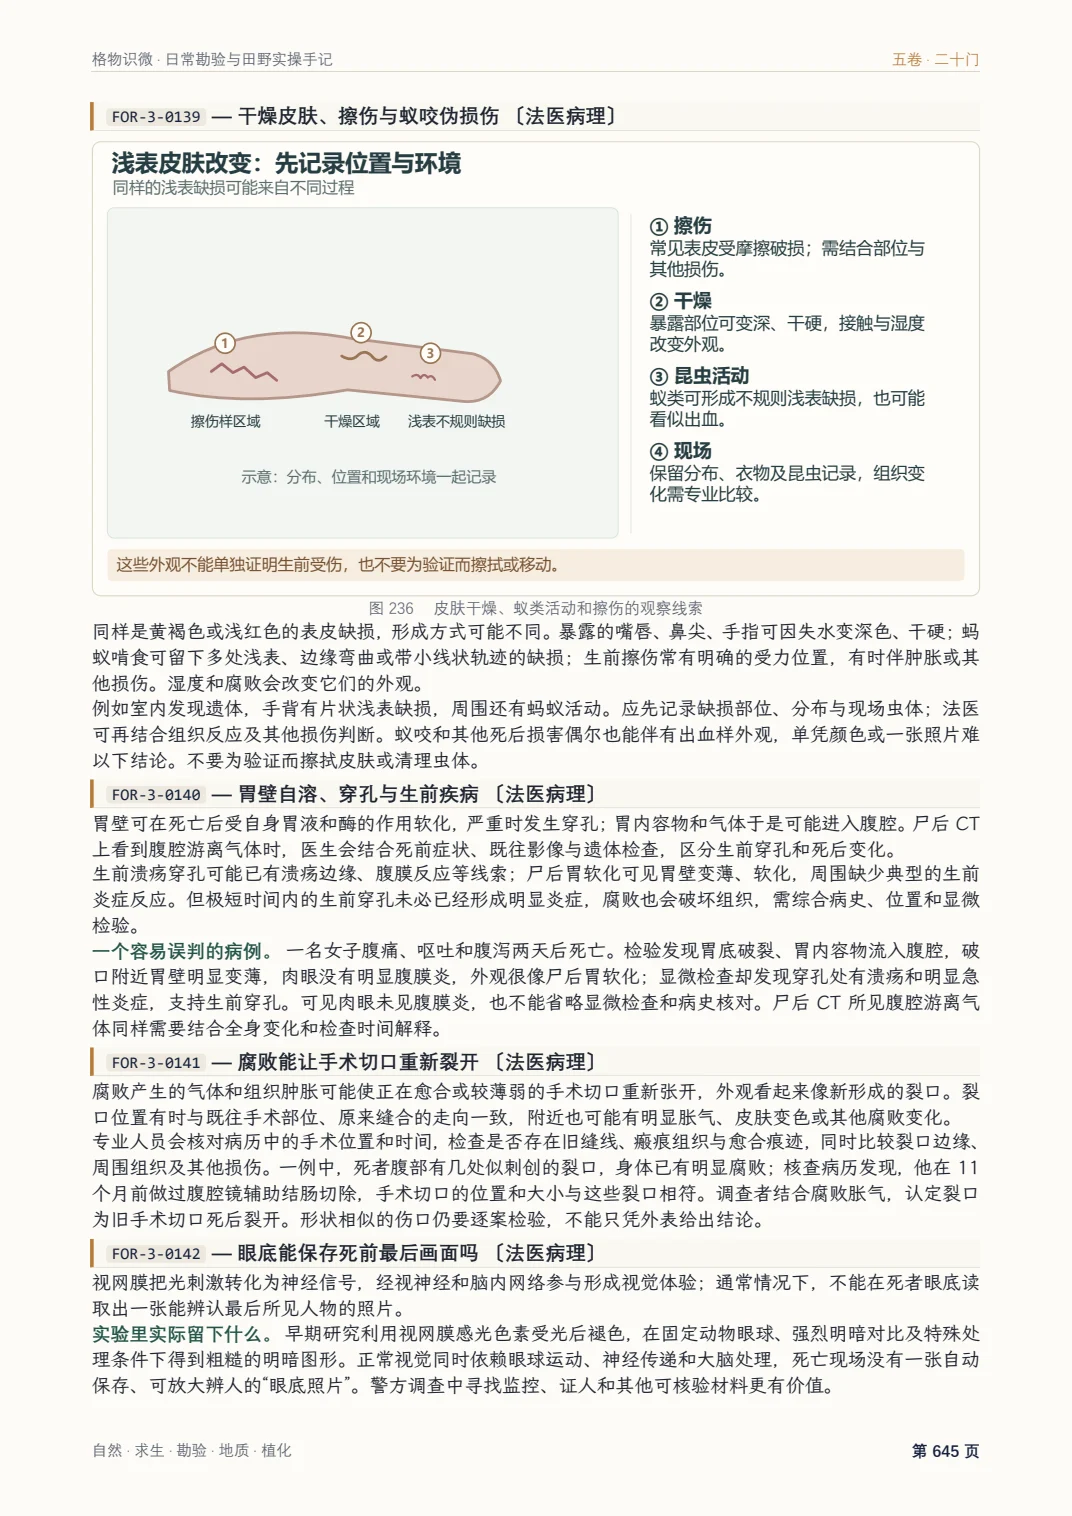 格物识微 · 日常勘验与田野实操手记
五卷 · 二十门
FOR-3-0139 — 干燥皮肤、擦伤与蚁咬伪损伤 〔法医病理〕
浅表皮肤改变：先记录位置与环境
同样的浅表缺损可能来自不同过程
1
2
3
擦伤样区域
干燥区域
浅表不规则缺损
示意：分布、位置和现场环境一起记录
① 擦伤
常见表皮受摩擦破损；需结合部位与
其他损伤。
② 干燥
暴露部位可变深、干硬，接触与湿度
改变外观。
③ 昆虫活动
蚁类可形成不规则浅表缺损，也可能
看似出血。
④ 现场
保留分布、衣物及昆虫记录，组织变
化需专业比较。
这些外观不能单独证明生前受伤，也不要为验证而擦拭或移动。
图 236 皮肤干燥、蚁类活动和擦伤的观察线索
同样是黄褐色或浅红色的表皮缺损，形成方式可能不同。暴露的嘴唇、鼻尖、手指可因失水变深色、干硬；蚂
蚁啃食可留下多处浅表、边缘弯曲或带小线状轨迹的缺损；生前擦伤常有明确的受力位置，有时伴肿胀或其
他损伤。湿度和腐败会改变它们的外观。
例如室内发现遗体，手背有片状浅表缺损，周围还有蚂蚁活动。应先记录缺损部位、分布与现场虫体；法医
可再结合组织反应及其他损伤判断。蚁咬和其他死后损害偶尔也能伴有出血样外观，单凭颜色或一张照片难
以下结论。不要为验证而擦拭皮肤或清理虫体。
FOR-3-0140 — 胃壁自溶、穿孔与生前疾病 〔法医病理〕
胃壁可在死亡后受自身胃液和酶的作用软化，严重时发生穿孔；胃内容物和气体于是可能进入腹腔。尸后 CT
上看到腹腔游离气体时，医生会结合死前症状、既往影像与遗体检查，区分生前穿孔和死后变化。
生前溃疡穿孔可能已有溃疡边缘、腹膜反应等线索；尸后胃软化可见胃壁变薄、软化，周围缺少典型的生前
炎症反应。但极短时间内的生前穿孔未必已经形成明显炎症，腐败也会破坏组织，需综合病史、位置和显微
检验。
一个容易误判的病例。 一名女子腹痛、呕吐和腹泻两天后死亡。检验发现胃底破裂、胃内容物流入腹腔，破
口附近胃壁明显变薄，肉眼没有明显腹膜炎，外观很像尸后胃软化；显微检查却发现穿孔处有溃疡和明显急
性炎症，支持生前穿孔。可见肉眼未见腹膜炎，也不能省略显微检查和病史核对。尸后 CT 所见腹腔游离气
体同样需要结合全身变化和检查时间解释。
FOR-3-0141 — 腐败能让手术切口重新裂开 〔法医病理〕
腐败产生的气体和组织肿胀可能使正在愈合或较薄弱的手术切口重新张开，外观看起来像新形成的裂口。裂
口位置有时与既往手术部位、原来缝合的走向一致，附近也可能有明显胀气、皮肤变色或其他腐败变化。
专业人员会核对病历中的手术位置和时间，检查是否存在旧缝线、瘢痕组织与愈合痕迹，同时比较裂口边缘、
周围组织及其他损伤。一例中，死者腹部有几处似刺创的裂口，身体已有明显腐败；核查病历发现，他在 11
个月前做过腹腔镜辅助结肠切除，手术切口的位置和大小与这些裂口相符。调查者结合腐败胀气，认定裂口
为旧手术切口死后裂开。形状相似的伤口仍要逐案检验，不能只凭外表给出结论。
FOR-3-0142 — 眼底能保存死前最后画面吗 〔法医病理〕
视网膜把光刺激转化为神经信号，经视神经和脑内网络参与形成视觉体验；通常情况下，不能在死者眼底读
取出一张能辨认最后所见人物的照片。
实验里实际留下什么。 早期研究利用视网膜感光色素受光后褪色，在固定动物眼球、强烈明暗对比及特殊处
理条件下得到粗糙的明暗图形。正常视觉同时依赖眼球运动、神经传递和大脑处理，死亡现场没有一张自动
保存、可放大辨人的“眼底照片”。警方调查中寻找监控、证人和其他可核验材料更有价值。
自然 · 求生 · 勘验 · 地质 · 植化
第 645 页